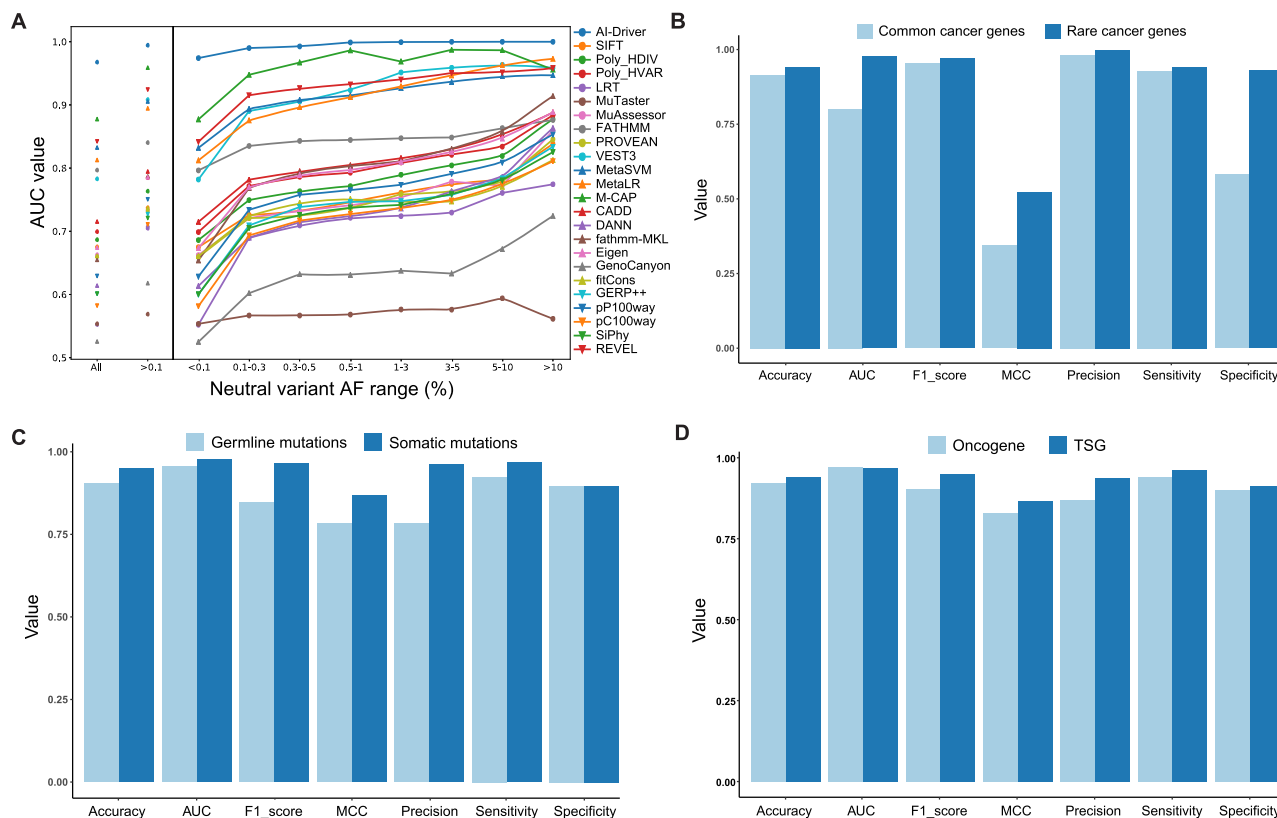 A
AUC value
1.0
0.9
0.8
0.7
0.6
0.5
All
>0.1
<0.1
0.1-0.3
0.3-0.5
0.5-1
1-3
3-5
5-10
>10
Neutral variant AF range (%)
AI-Driver
SIFT
Poly_HDIV
Poly_HVAR
LRT
MuTaster
MuAssessor
FATHMM
PROVEAN
VEST3
MetaSVM
MetaLR
M-CAP
CADD
DANN
fathmm-MKL
Eigen
GenoCanyon
fitCons
GERP++
pP100way
pC100way
SiPhy
REVEL
B
Common cancer genes
Rare cancer genes
Value
1.00
0.75
0.50
0.25
0.00
Accuracy
AUC
F1_score
MCC
Precision
Sensitivity
Specificity
C
Germline mutations
Somatic mutations
Value
1.00
0.75
0.50
0.25
0.00
Accuracy
AUC
F1_score
MCC
Precision
Sensitivity
Specificity
D
Oncogene
TSG
Value
1.00
0.75
0.50
0.25
0.00
Accuracy
AUC
F1_score
MCC
Precision
Sensitivity
Specificity